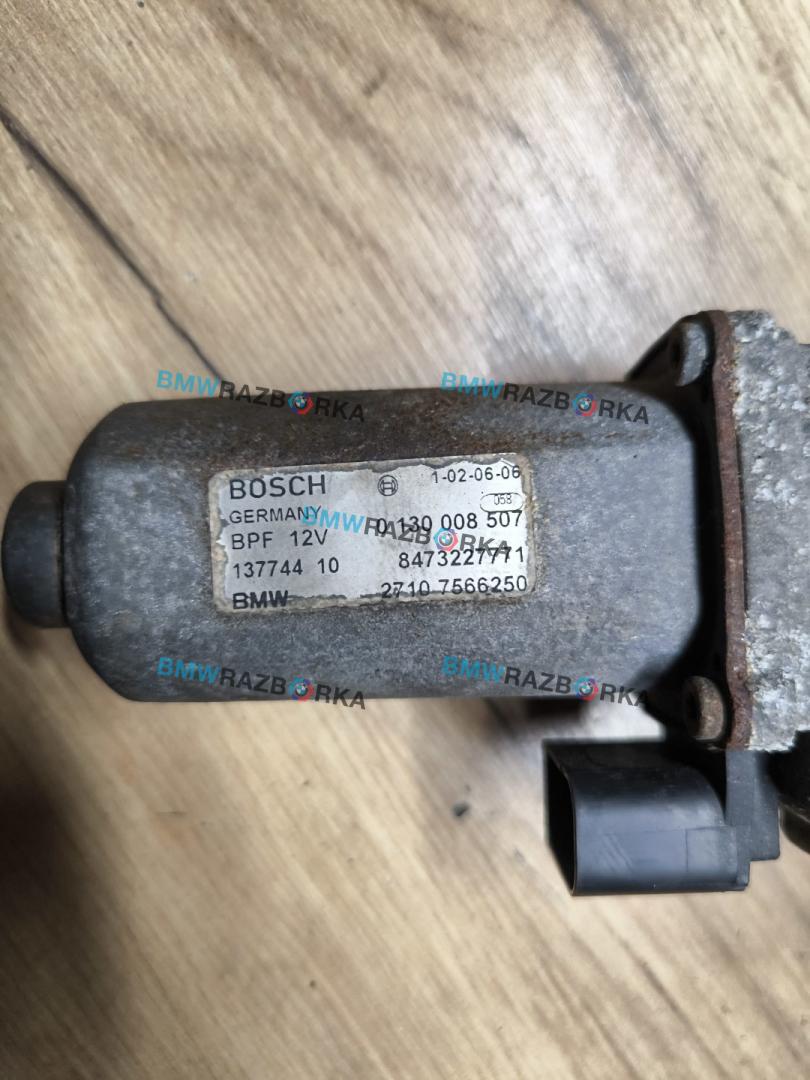 BMWRAZBORKA
BMWRAZBORKA
BOSCH 1-02-06-06
058
GERMANY 0 130 008 507
BMWRAZBORKA
BPF 12V
137744 10 8473227771
BMW 2710 7566250
BMWRAZBORKA
BMWRAZBORKA